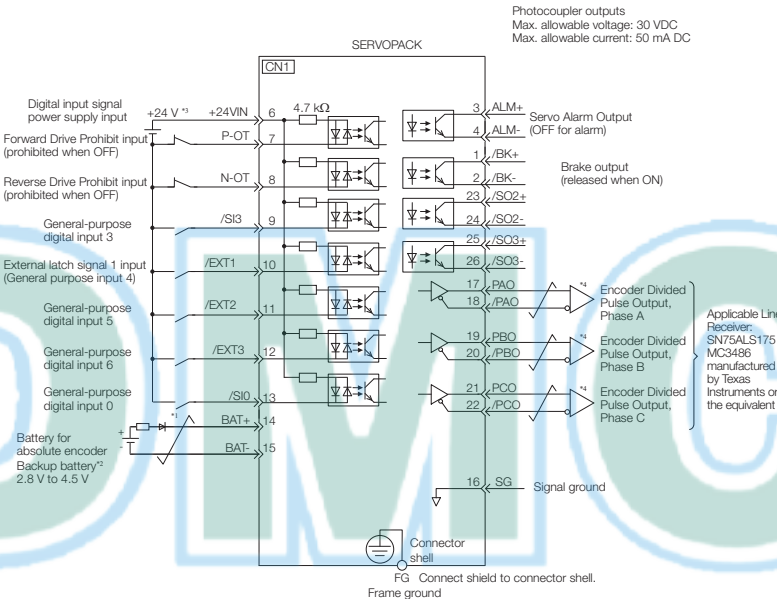 Photocoupler outputs
Max. allowable voltage: 30 VDC
Max. allowable current: 50 mA DC
SERVOPACK
CN1
Digital input signal
power supply input
+24 V *3
+24VIN
6
4.7 kΩ
Forward Drive Prohibit input
(prohibited when OFF)
P-OT
7
Reverse Drive Prohibit input
(prohibited when OFF)
N-OT
8
General-purpose
digital input 3
/SI3
9
External latch signal 1 input
(General purpose input 4)
/EXT1
10
General-purpose
digital input 5
/EXT2
11
General-purpose
digital input 6
/EXT3
12
General-purpose
digital input 0
/SI0
13
*1
BAT+
14
+
-
BAT-
15
Battery for
absolute encoder
Backup battery*2
2.8 V to 4.5 V
3
ALM+
4
ALM-
Servo Alarm Output
(OFF for alarm)
1
/BK+
2
/BK-
Brake output
(released when ON)
23
/SO2+
24
/SO2-
25
/SO3+
26
/SO3-
17
PAO
18
/PAO
*4
Encoder Divided
Pulse Output,
Phase A
19
PBO
20
/PBO
*4
Encoder Divided
Pulse Output,
Phase B
21
PCO
22
/PCO
*4
Encoder Divided
Pulse Output,
Phase C
Applicable Line
Receiver:
SN75ALS175
MC3486
manufactured
by Texas
Instruments or
the equivalent
16
SG
Signal ground
Connector
shell
FG
Connect shield to connector shell.
Frame ground
OMC